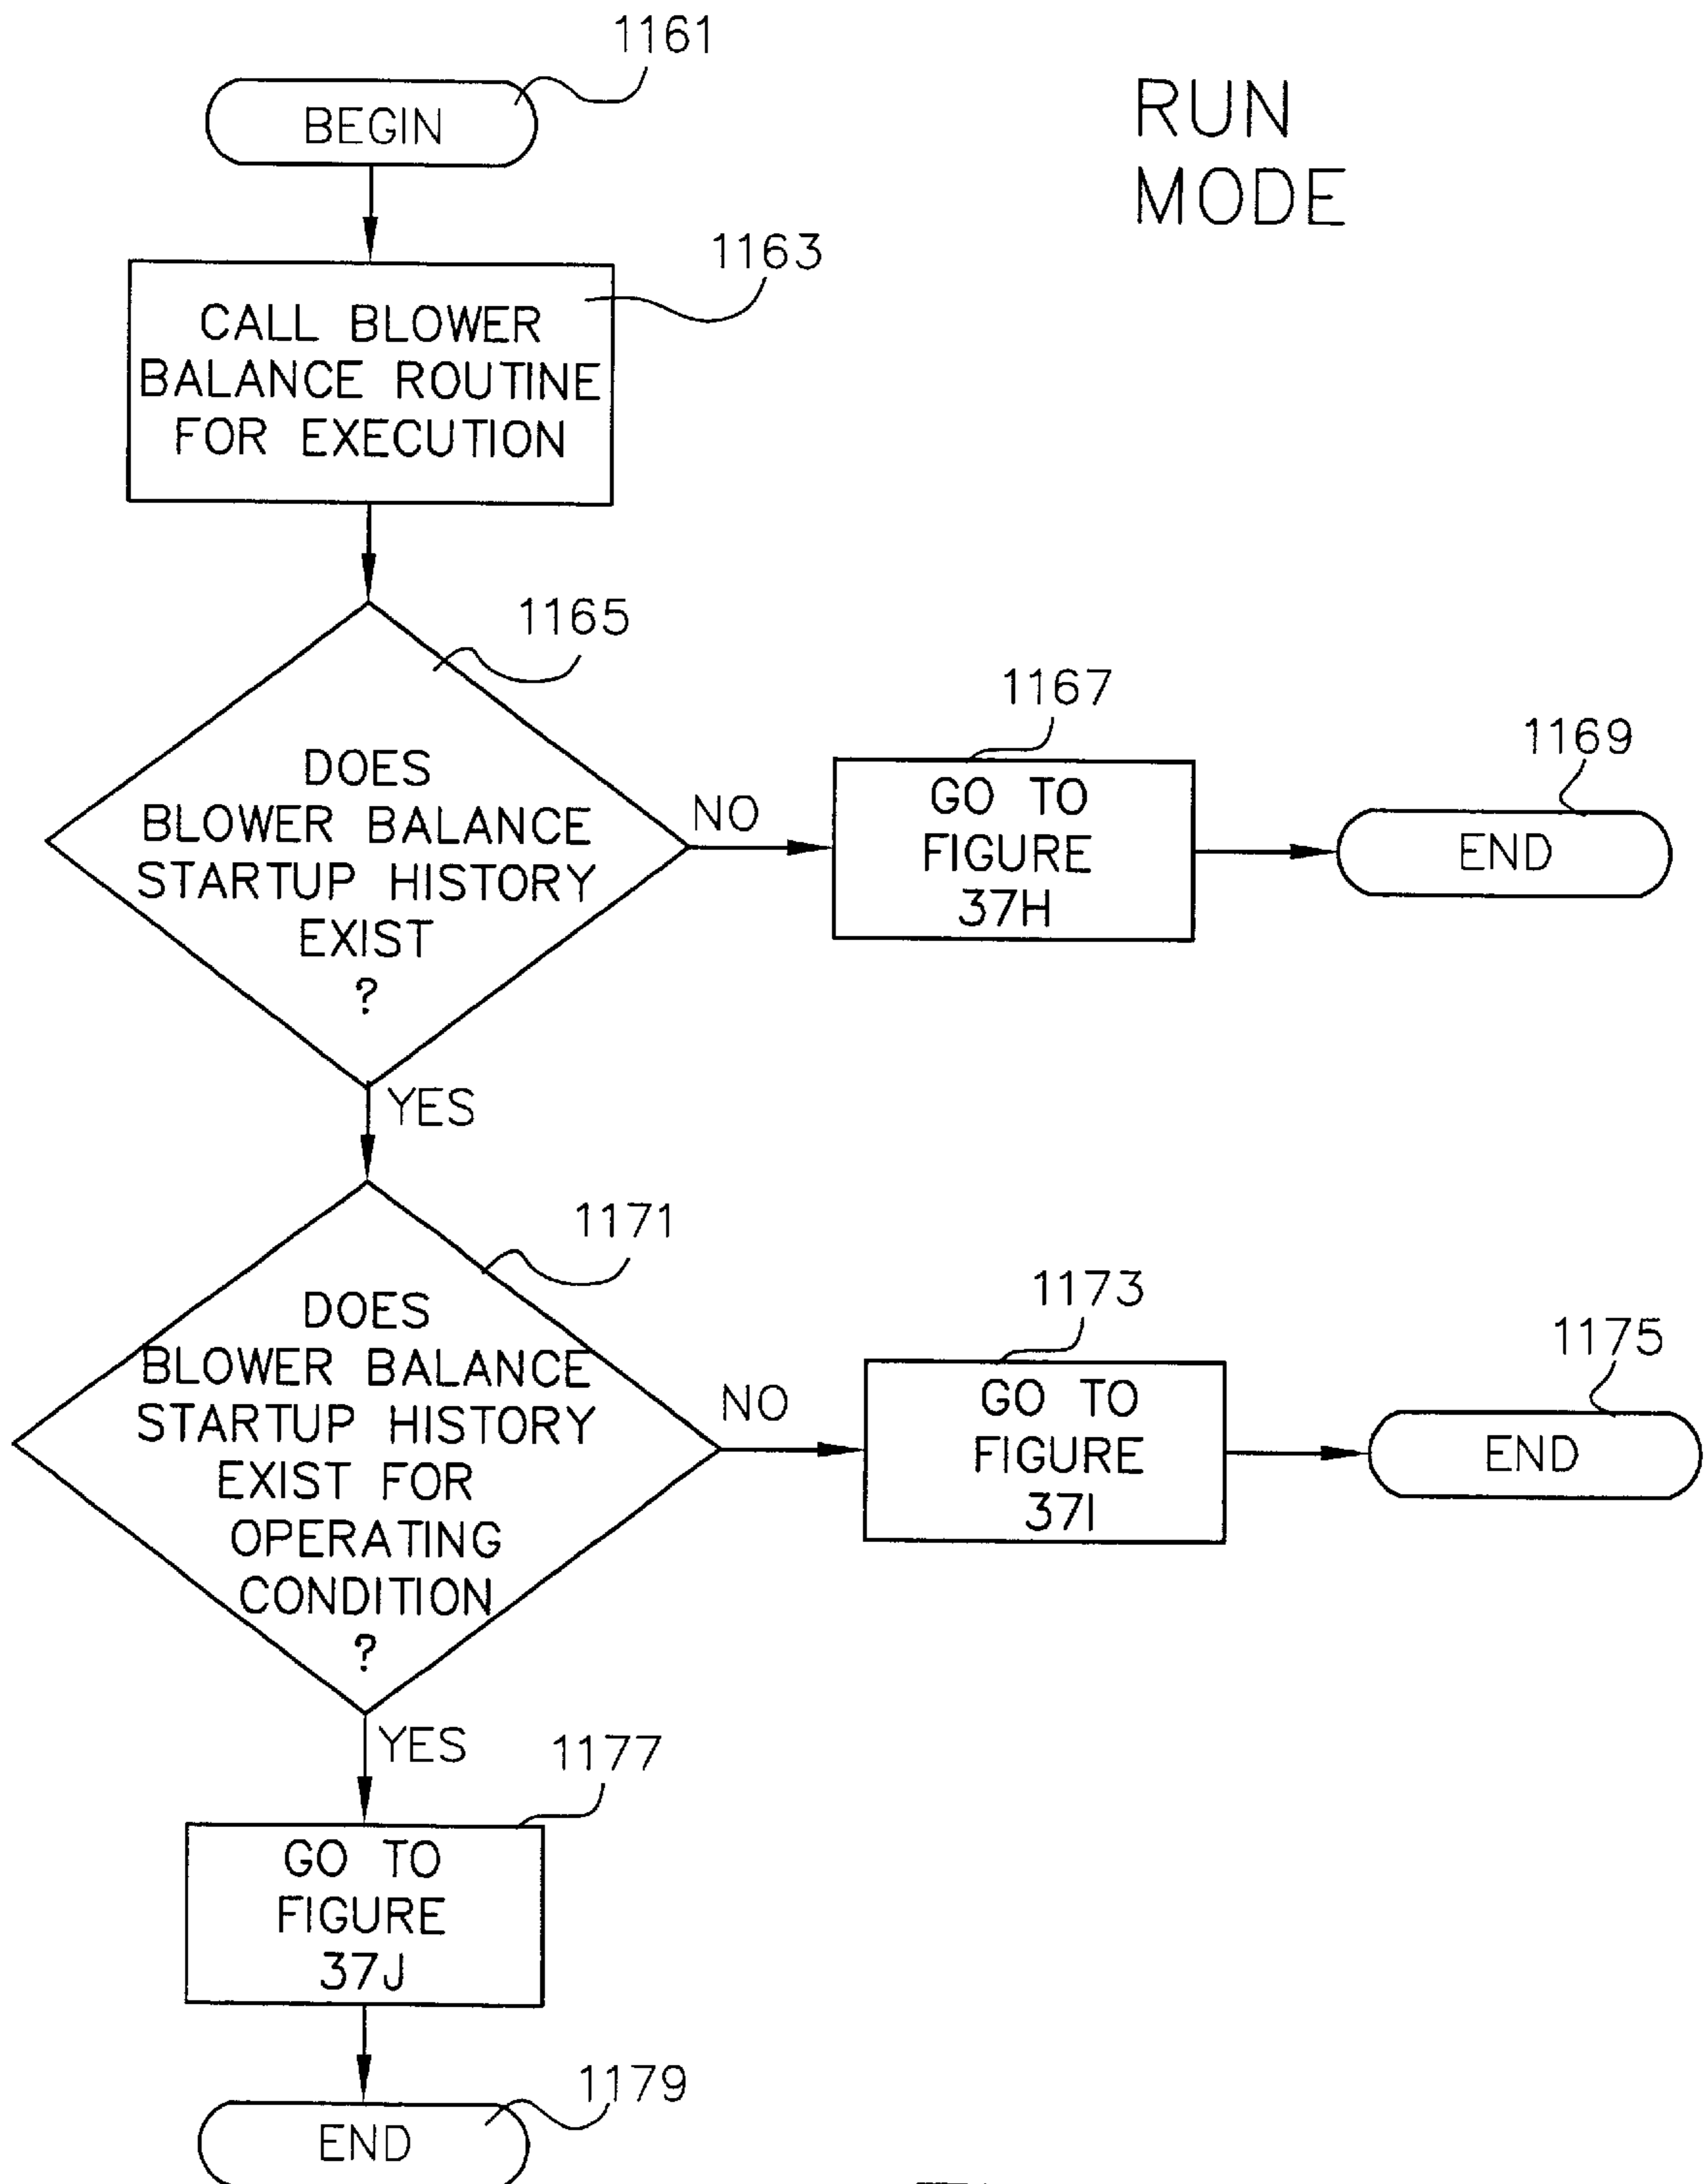 1161
BEGIN
RUN
MODE
1163
CALL BLOWER
BALANCE ROUTINE
FOR EXECUTION
1165
DOES
BLOWER BALANCE
STARTUP HISTORY
EXIST
?
NO
1167
GO TO
FIGURE
37H
1169
END
YES
1171
DOES
BLOWER BALANCE
STARTUP HISTORY
EXIST FOR
OPERATING
CONDITION
?
NO
1173
GO TO
FIGURE
37I
1175
END
YES
1177
GO TO
FIGURE
37J
1179
END